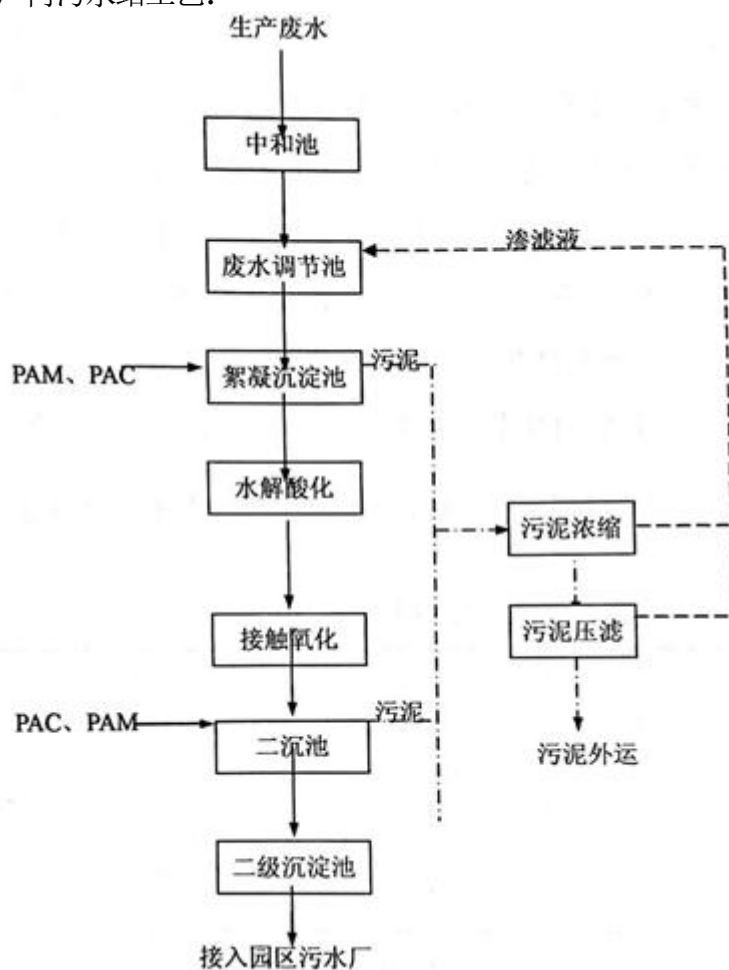 生产废水
中和池
废水调节池
渗滤液
PAM、PAC
絮凝沉淀池
污泥
水解酸化
污泥浓缩
接触氧化
污泥压滤
PAC、PAM
二沉池
污泥
污泥外运
二级沉淀池
接入园区污水厂